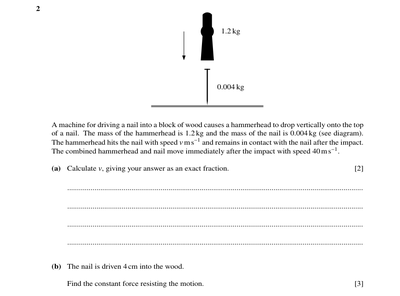 2
1.2 kg
0.004 kg
A machine for driving a nail into a block of wood causes a hammerhead to drop vertically onto the top
of a nail. The mass of the hammerhead is 1.2 kg and the mass of the nail is 0.004 kg (see diagram).
The hammerhead hits the nail with speed v m s⁻¹ and remains in contact with the nail after the impact.
The combined hammerhead and nail move immediately after the impact with speed 40 m s⁻¹.
(a) Calculate v, giving your answer as an exact fraction. [2]
(b) The nail is driven 4 cm into the wood.
Find the constant force resisting the motion. [3]